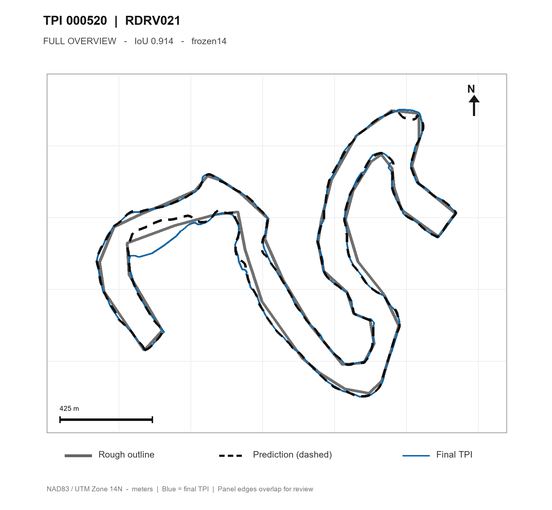 TPI 000520 | RDRV021
FULL OVERVIEW - IoU 0.914 - frozen14
N
425 m
Rough outline
Prediction (dashed)
Final TPI
NAD83 / UTM Zone 14N - meters | Blue = final TPI | Panel edges overlap for review